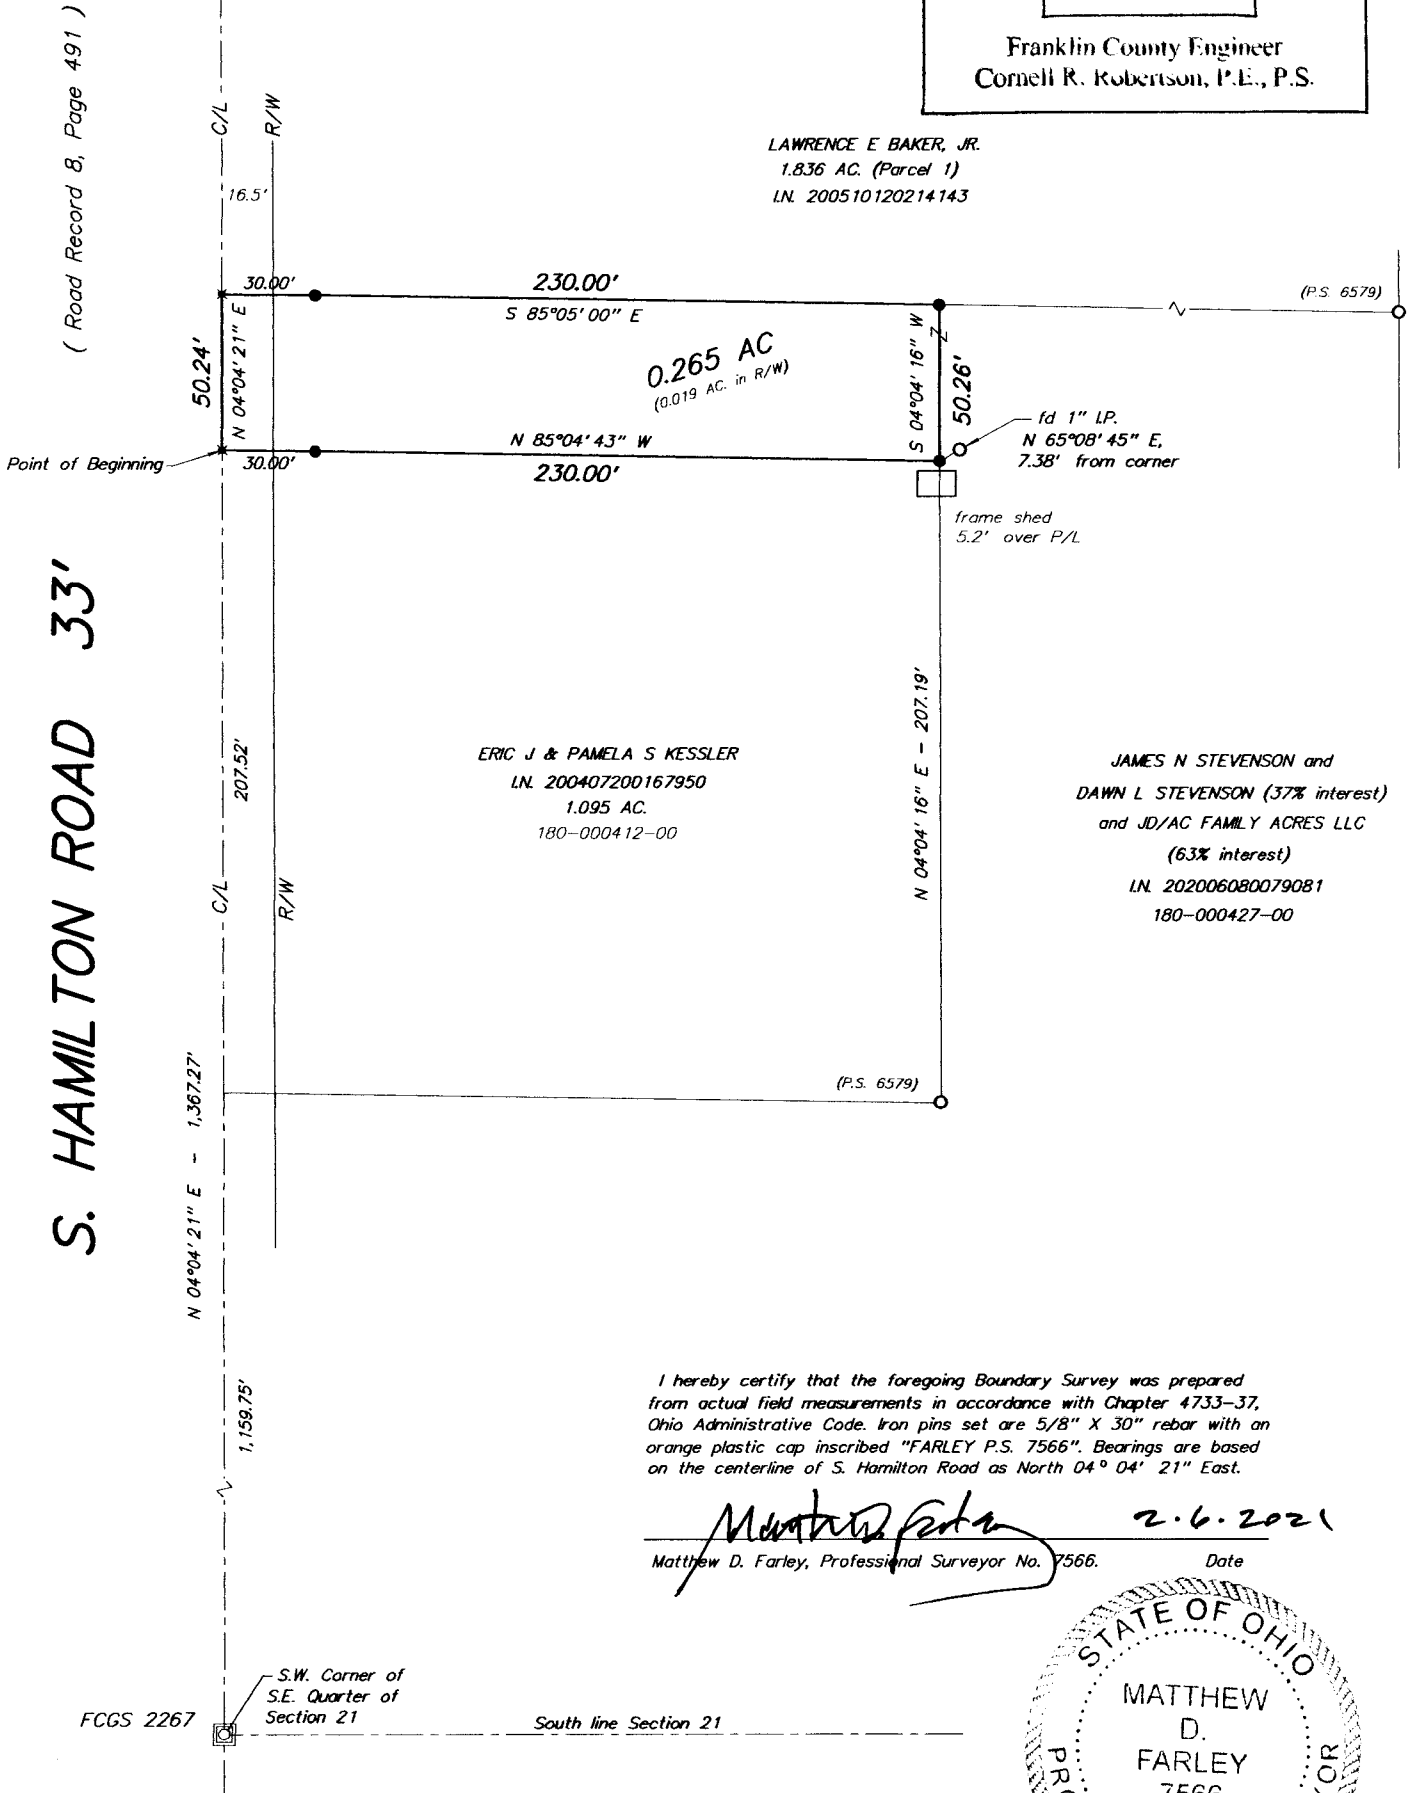 ( Road Record 8, Page 491 )
Franklin County Engineer
Cornell R. Robertson, P.E., P.S.
C/L
R/W
16.5'
LAWRENCE E BAKER, JR.
1.836 AC. (Parcel 1)
I.N. 200510120214143
30.00'
230.00'
S 85°05'00" E
(P.S. 6579)
50.24'
N 04°04'21" E
0.265 AC
(0.019 AC. in R/W)
S 04°04'16" W
Z
50.26'
fd 1" I.P.
N 65°08'45" E,
7.38' from corner
Point of Beginning
30.00'
N 85°04'43" W
230.00'
frame shed
5.2' over P/L
S. HAMILTON ROAD 33'
207.52'
ERIC J & PAMELA S KESSLER
I.N. 200407200167950
1.095 AC.
180-000412-00
N 04°04'16" E - 207.19'
JAMES N STEVENSON and
DAWN L STEVENSON (37% interest)
and JD/AC FAMILY ACRES LLC
(63% interest)
I.N. 202006080079081
180-000427-00
C/L
R/W
N 04°04'21" E - 1,367.27'
(P.S. 6579)
1,159.75'
I hereby certify that the foregoing Boundary Survey was prepared
from actual field measurements in accordance with Chapter 4733-37,
Ohio Administrative Code. Iron pins set are 5/8" X 30" rebar with an
orange plastic cap inscribed "FARLEY P.S. 7566". Bearings are based
on the centerline of S. Hamilton Road as North 04° 04' 21" East.
2.6.2021
Matthew D. Farley, Professional Surveyor No. 7566. Date
STATE OF OHIO
MATTHEW
D.
FARLEY
7566
S.W. Corner of
S.E. Quarter of
Section 21
FCGS 2267
South line Section 21